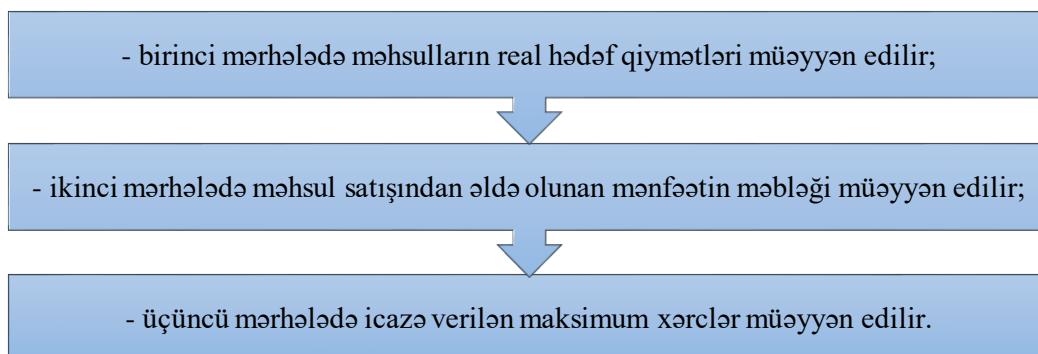 - birinci mərhələdə məhsulların real hədəf qiymətləri müəyyən edilir;
- ikinci mərhələdə məhsul satışından əldə olunan mənfəətin məbləği müəyyən edilir;
- üçüncü mərhələdə icazə verilən maksimum xərclər müəyyən edilir.